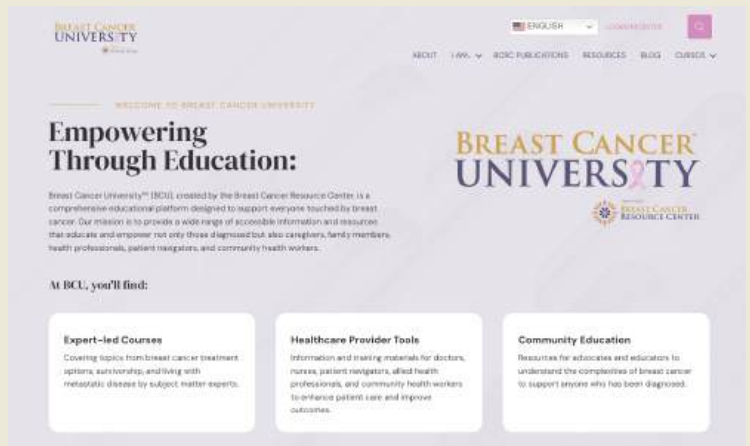 BREAST CANCER
UNIVERSITY
ENGLISH
LOGIN/REGISTER
ABOUT
I AM...
BCRC PUBLICATIONS
RESOURCES
BLOG
CURSOS
WELCOME TO BREAST CANCER UNIVERSITY
Empowering
Through Education:
Breast Cancer University™ (BCU), created by the Breast Cancer Resource Center, is a
comprehensive educational platform designed to support everyone touched by breast
cancer. Our mission is to provide a wide range of accessible information and resources
that educate and empower not only those diagnosed but also caregivers, family members,
health professionals, patient navigators, and community health workers.
BREAST CANCER™
UNIVERSITY
BREAST CANCER
RESOURCE CENTER
At BCU, you'll find:
Expert-led Courses
Covering topics from breast cancer treatment
options, survivorship, and living with
metastatic disease by subject matter experts.
Healthcare Provider Tools
Information and training materials for doctors,
nurses, patient navigators, allied health
professionals, and community health workers
to enhance patient care and improve
outcomes.
Community Education
Resources for advocates and educators to
understand the complexities of breast cancer
to support anyone who has been diagnosed.